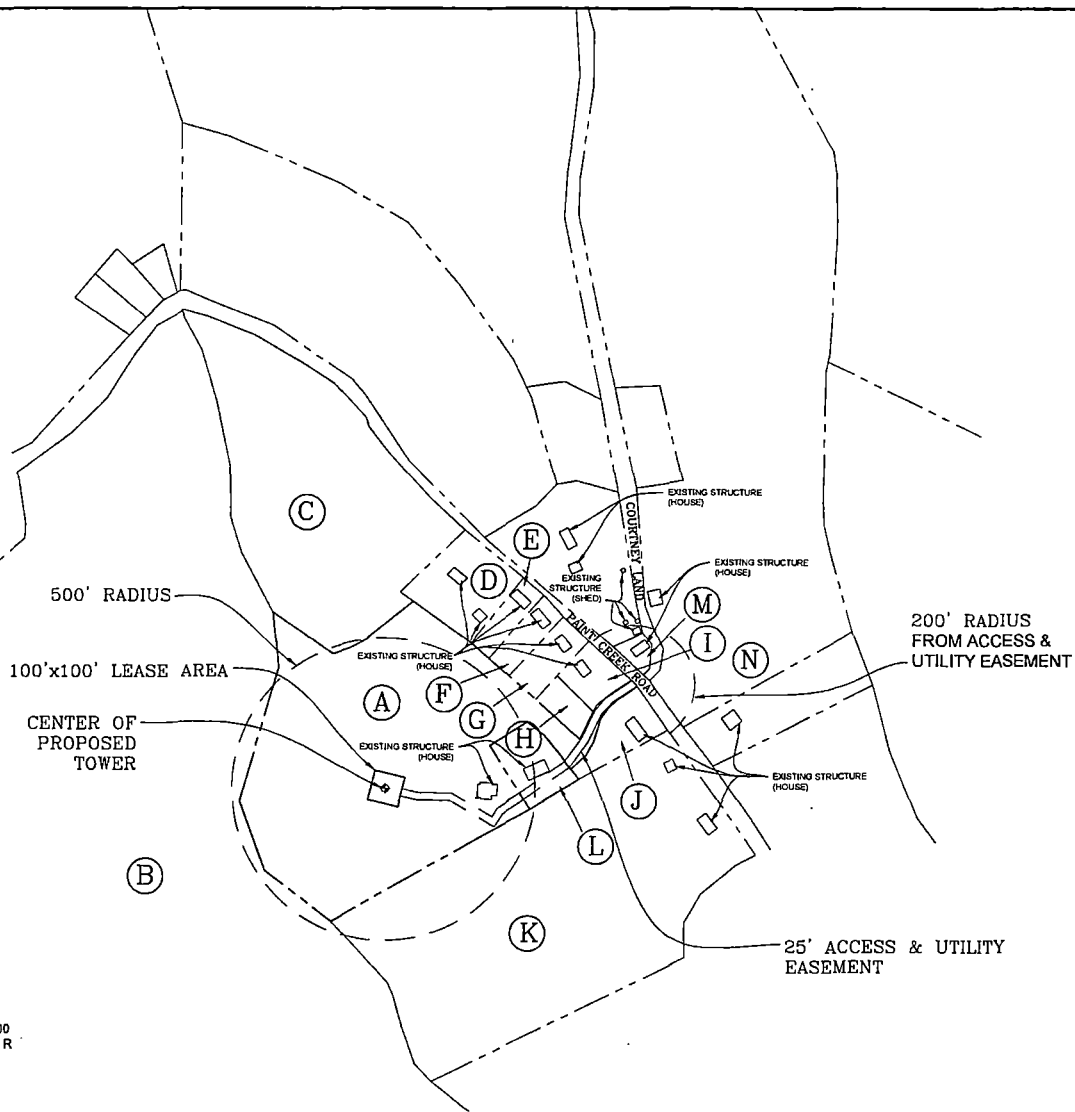 EXISTING STRUCTURE
(HOUSE)
C
E
COURTNEY LAND
D
EXISTING
STRUCTURE
(SHED)
EXISTING STRUCTURE
(HOUSE)
500' RADIUS
M
200' RADIUS
FROM ACCESS &
UTILITY EASEMENT
PAINT CREEK ROAD
I
N
EXISTING STRUCTURE
(HOUSE)
100'x100' LEASE AREA
A
F
G
CENTER OF
PROPOSED
TOWER
H
EXISTING STRUCTURE
(HOUSE)
EXISTING STRUCTURE
(HOUSE)
J
L
B
K
25' ACCESS & UTILITY
EASEMENT
R